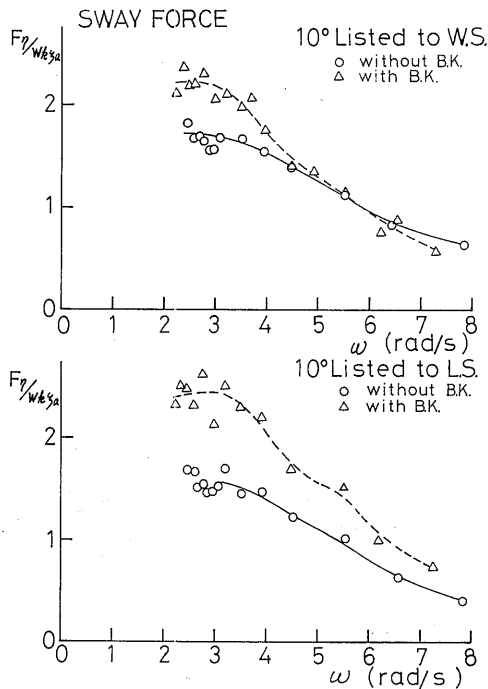 SWAY FORCE
Fη/Wkζa
10° Listed to W.S.
○ without B.K.
△ with B.K.
2
1
0
0 1 2 3 4 5 6 7 8
ω (rad/s)
Fη/Wkζa
10° Listed to L.S.
○ without B.K.
△ with B.K.
2
1
0
0 1 2 3 4 5 6 7 8
ω (rad/s)